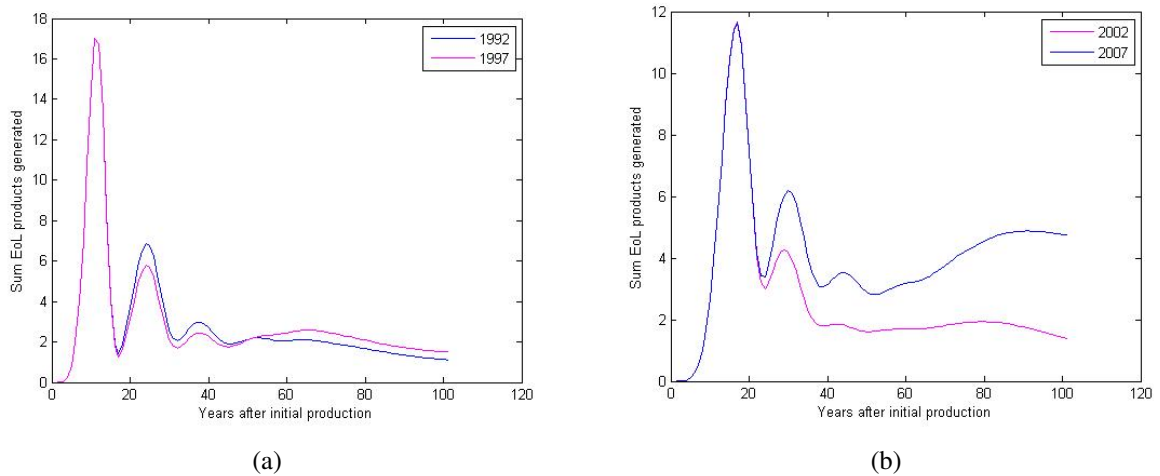 18
16
14
12
10
8
6
4
2
0
0 20 40 60 80 100 120
Sum EoL products generated
Years after initial production
1992
1997
(a)
12
10
8
6
4
2
0
0 20 40 60 80 100 120
Sum EoL products generated
Years after initial production
2002
2007
(b)